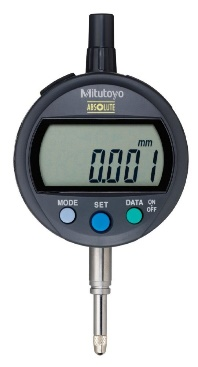 Mitutoyo
ABSOLUTE
mm
0.001
MODE SET DATA ON
OFF